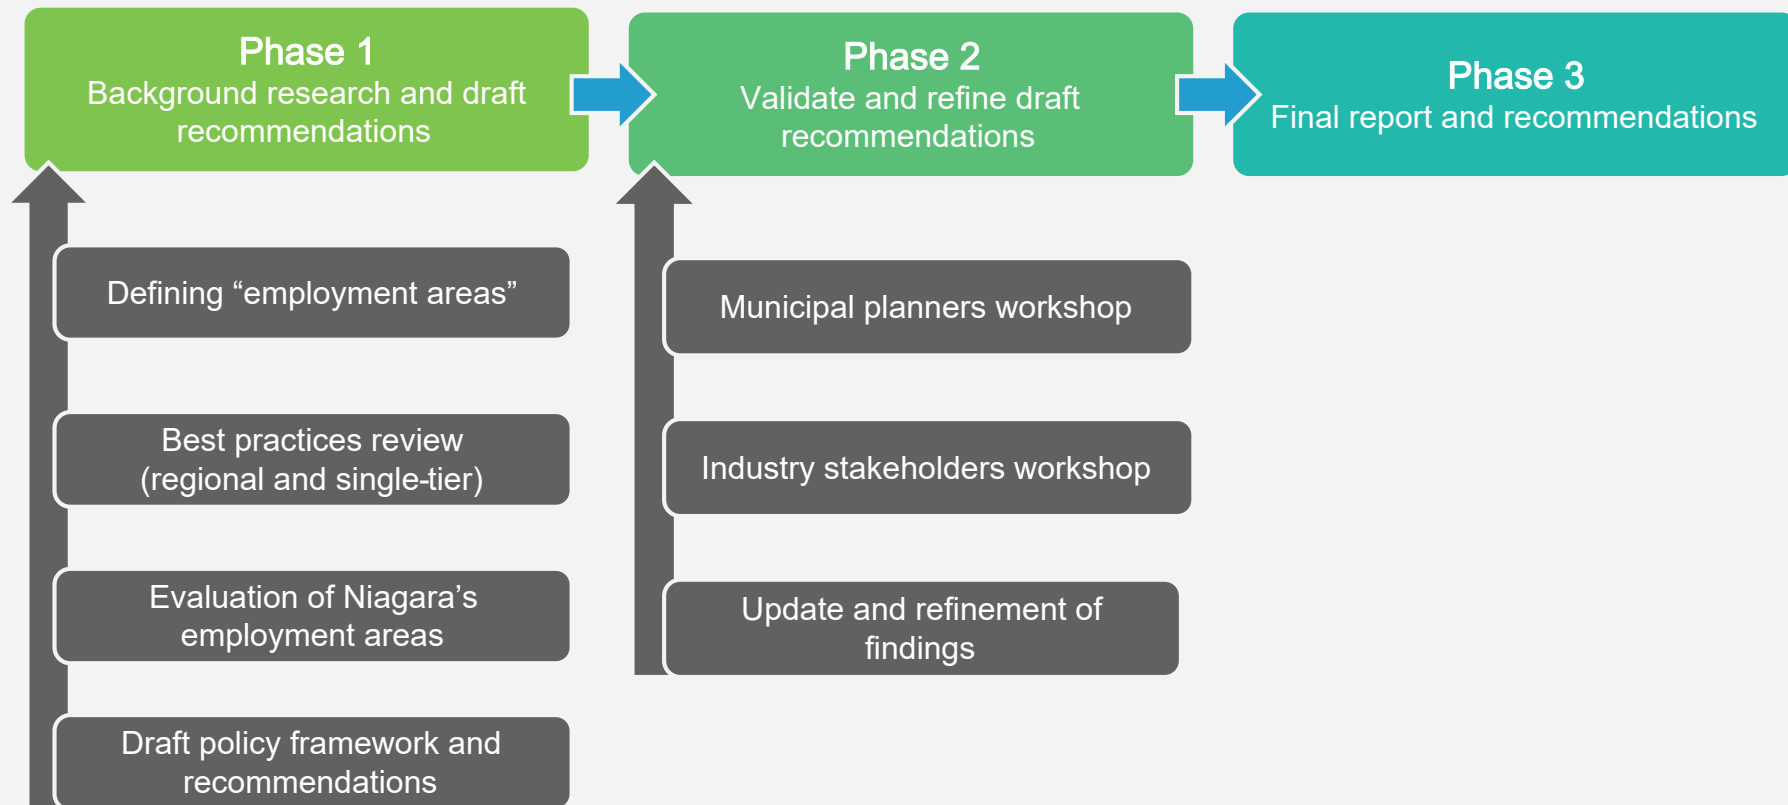 Phase 1
Background research and draft
recommendations
Phase 2
Validate and refine draft
recommendations
Phase 3
Final report and recommendations
Defining “employment areas”
Best practices review
(regional and single-tier)
Evaluation of Niagara’s
employment areas
Draft policy framework and
recommendations
Municipal planners workshop
Industry stakeholders workshop
Update and refinement of
findings